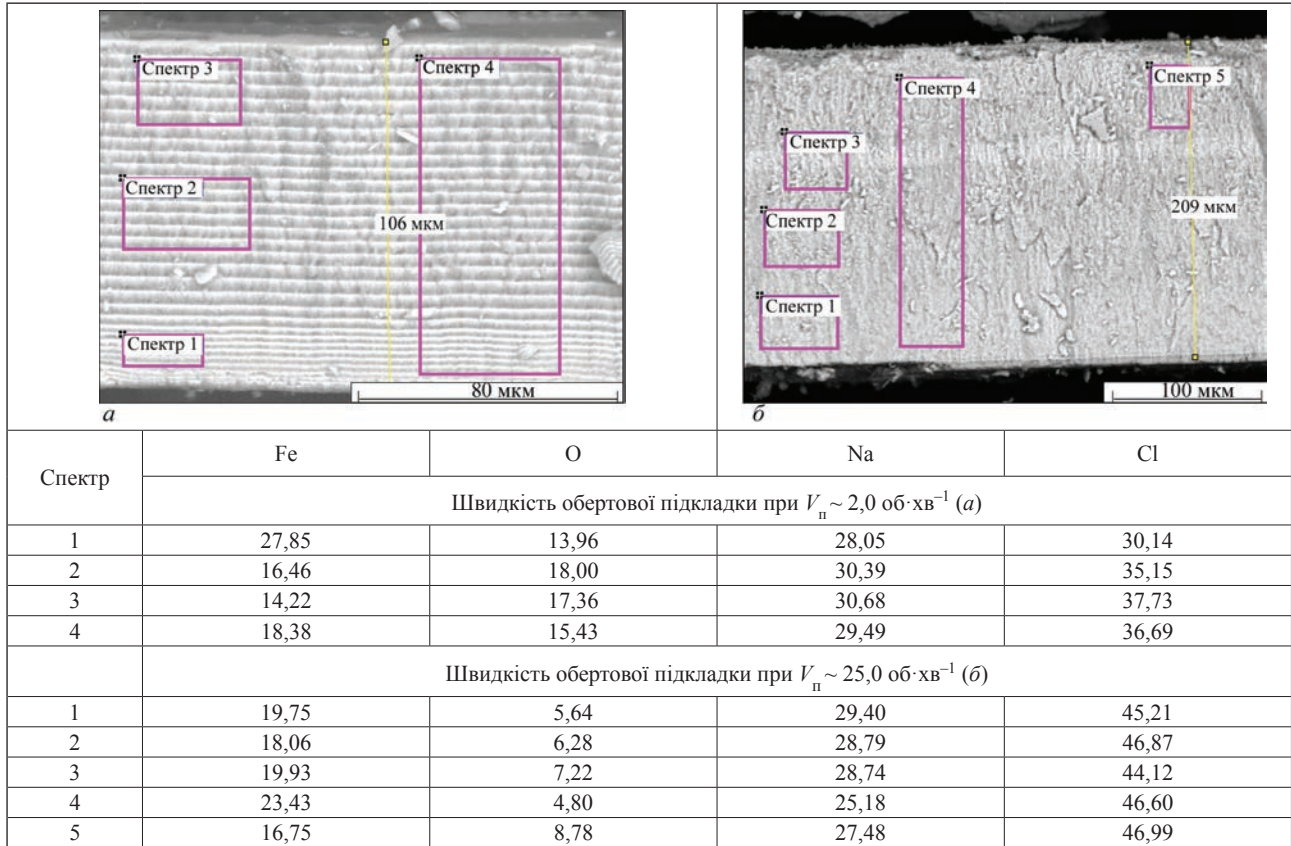 Спектр 3
Спектр 4
Спектр 2
106 мкм
Спектр 1
80 мкм
а
Спектр 5
Спектр 4
Спектр 3
Спектр 2
209 мкм
Спектр 1
100 мкм
б
Спектр Fe O Na Cl
Швидкість обертової підкладки при Vп ~ 2,0 об·хв–1 (а)
1 27,85 13,96 28,05 30,14
2 16,46 18,00 30,39 35,15
3 14,22 17,36 30,68 37,73
4 18,38 15,43 29,49 36,69
Швидкість обертової підкладки при Vп ~ 25,0 об·хв–1 (б)
1 19,75 5,64 29,40 45,21
2 18,06 6,28 28,79 46,87
3 19,93 7,22 28,74 44,12
4 23,43 4,80 25,18 46,60
5 16,75 8,78 27,48 46,99